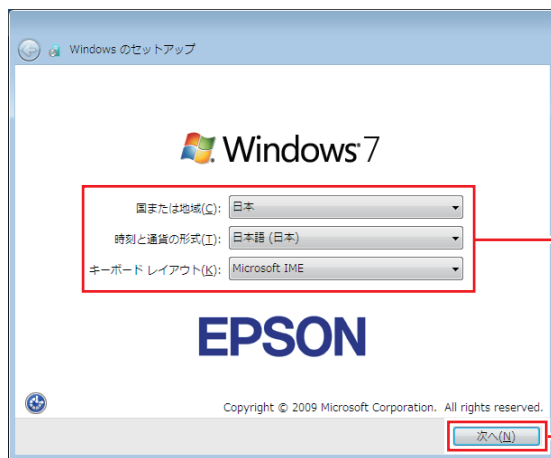 Windows のセットアップ
Windows 7
国または地域(C): 日本
時刻と通貨の形式(T): 日本語 (日本)
キーボード レイアウト(K): Microsoft IME
EPSON
Copyright © 2009 Microsoft Corporation. All rights reserved.
次へ(N)